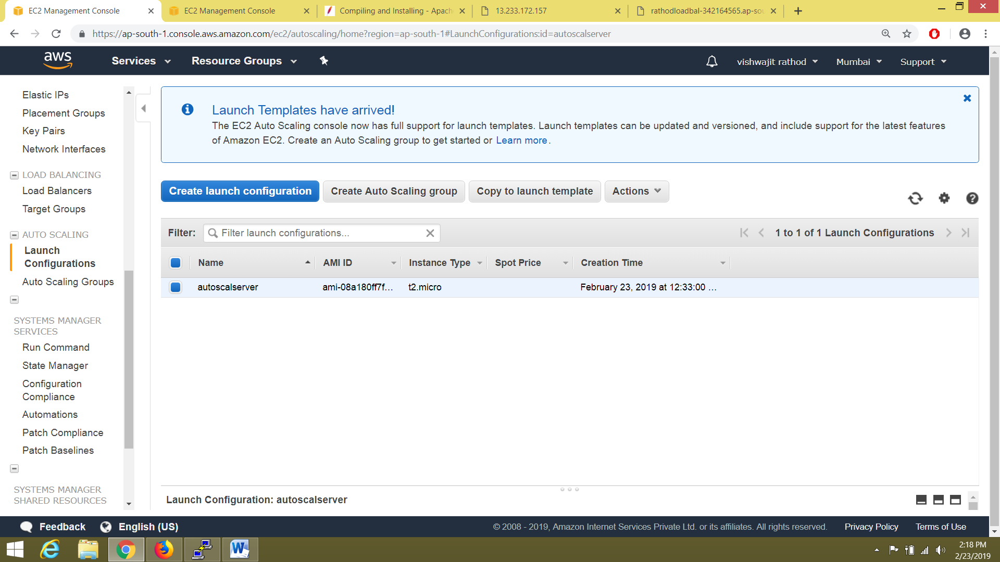 EC2 Management Console
EC2 Management Console
Compiling and Installing - Apach
13.233.172.157
rathodloadbal-342164565.ap-sou
https://ap-south-1.console.aws.amazon.com/ec2/autoscaling/home?region=ap-south-1#LaunchConfigurations:id=autoscalserver
aws
Services
Resource Groups
vishwajit rathod
Mumbai
Support
Elastic IPs
Placement Groups
Key Pairs
Network Interfaces
LOAD BALANCING
Load Balancers
Target Groups
AUTO SCALING
Launch
Configurations
Auto Scaling Groups
SYSTEMS MANAGER
SERVICES
Run Command
State Manager
Configuration
Compliance
Automations
Patch Compliance
Patch Baselines
SYSTEMS MANAGER
SHARED RESOURCES
Launch Templates have arrived!
The EC2 Auto Scaling console now has full support for launch templates. Launch templates can be updated and versioned, and include support for the latest features
of Amazon EC2. Create an Auto Scaling group to get started or Learn more.
Create launch configuration
Create Auto Scaling group
Copy to launch template
Actions
Filter:
Filter launch configurations...
1 to 1 of 1 Launch Configurations
Name
AMI ID
Instance Type
Spot Price
Creation Time
autoscalserver
ami-08a180ff7f...
t2.micro
February 23, 2019 at 12:33:00 ...
Launch Configuration: autoscalserver
Feedback
English (US)
© 2008 - 2019, Amazon Internet Services Private Ltd. or its affiliates. All rights reserved.
Privacy Policy
Terms of Use
2:18 PM
2/23/2019